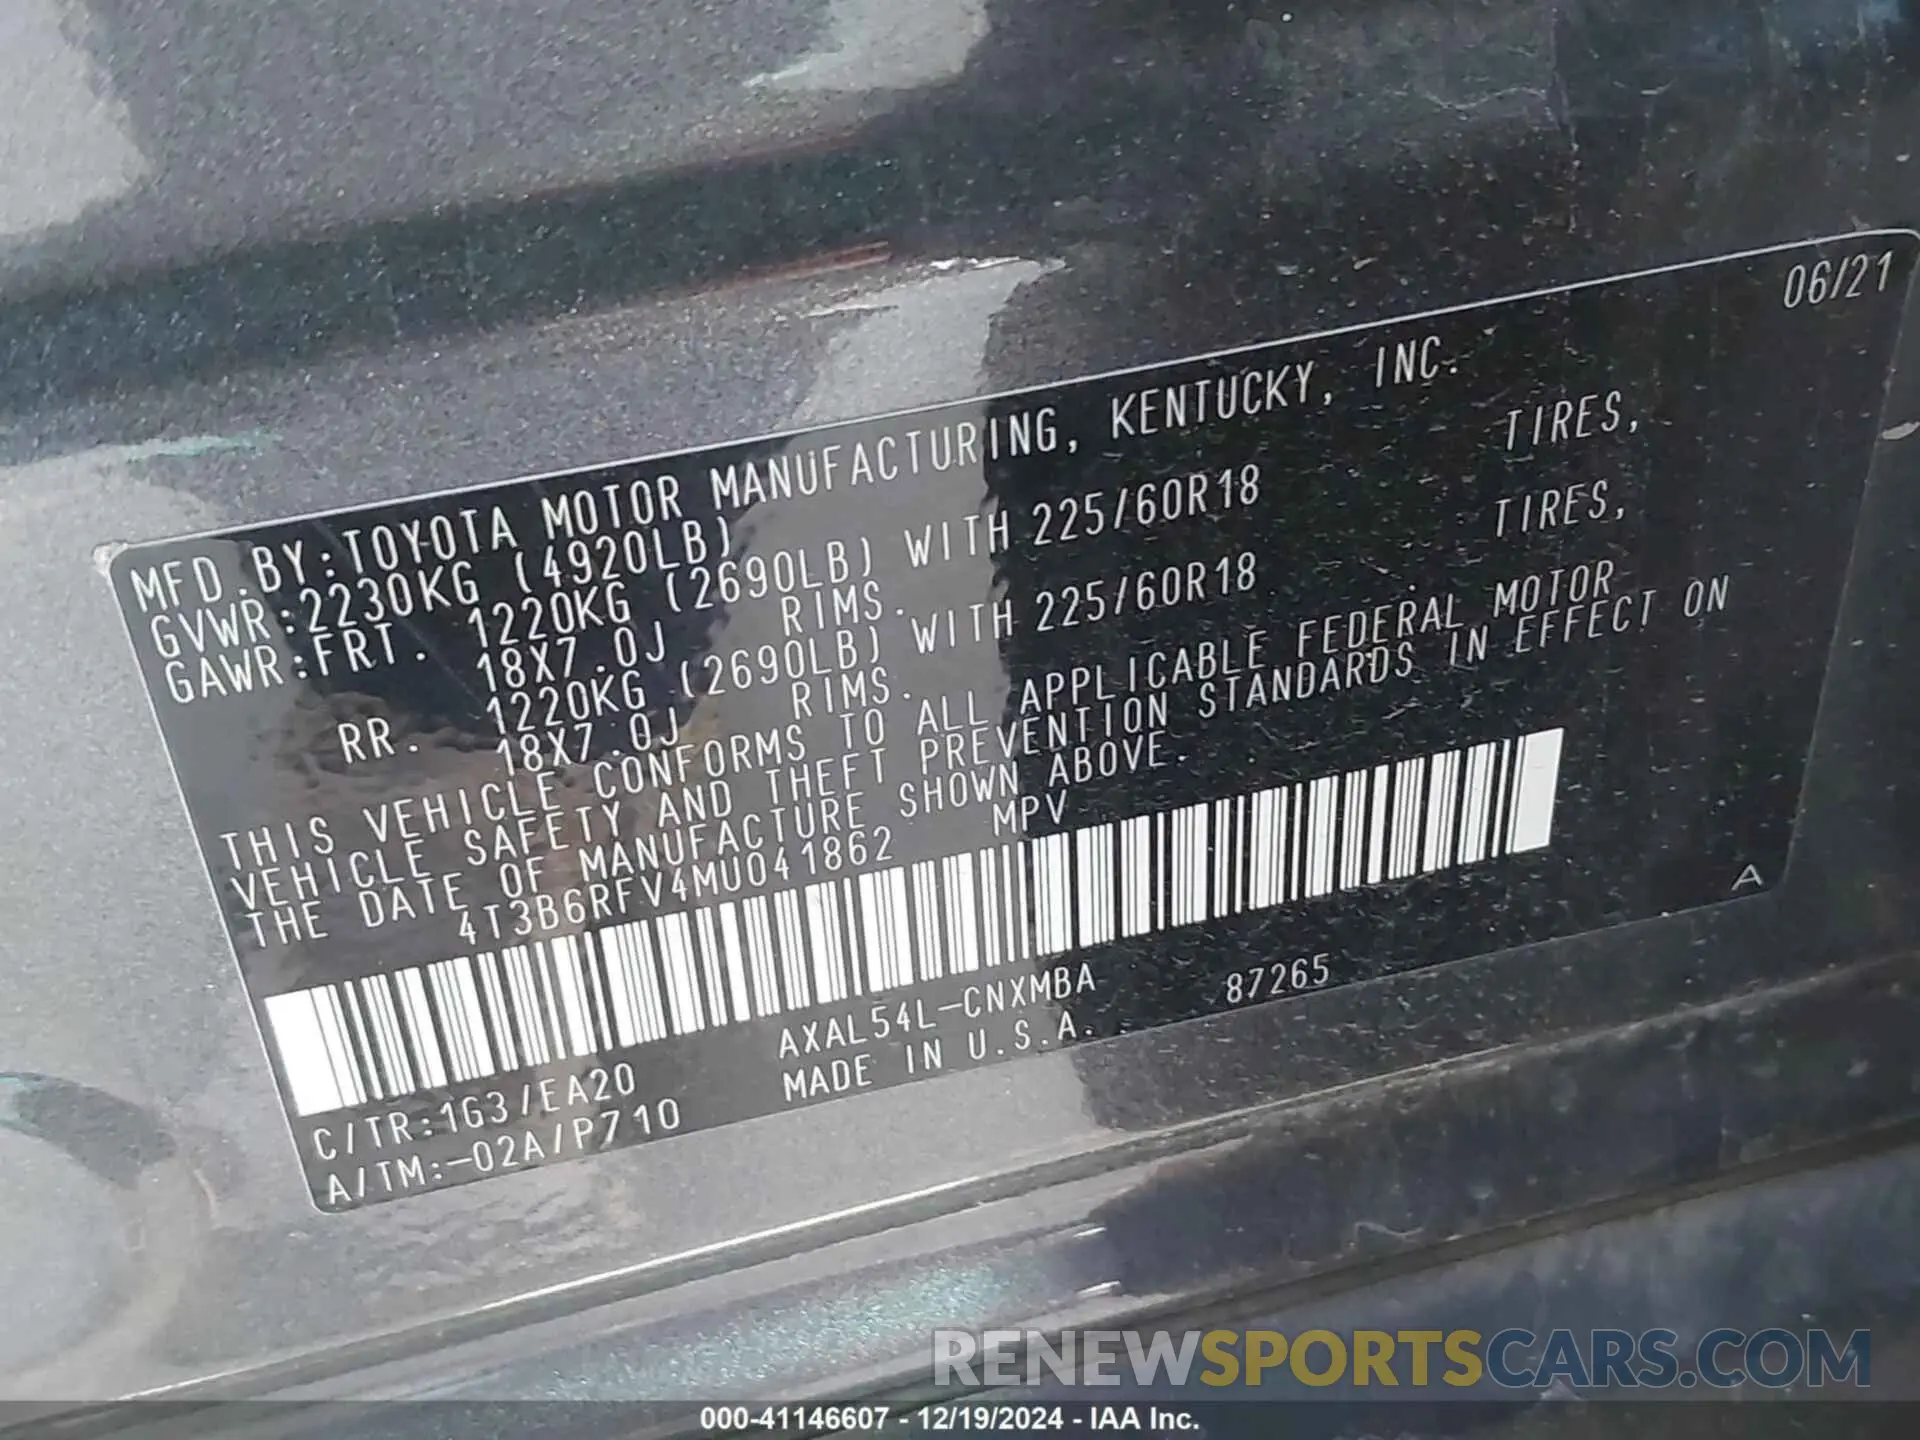 06/21
MFD.BY:TOYOTA MOTOR MANUFACTURING, KENTUCKY, INC.
GVWR:2230KG (4920LB)
GAWR:FRT. 1220KG (2690LB) WITH 225/60R18 TIRES,
18X7.0J RIMS.
RR. 1220KG (2690LB) WITH 225/60R18 TIRES,
18X7.0J RIMS.
THIS VEHICLE CONFORMS TO ALL APPLICABLE FEDERAL MOTOR
VEHICLE SAFETY AND THEFT PREVENTION STANDARDS IN EFFECT ON
THE DATE OF MANUFACTURE SHOWN ABOVE.
4T3B6RFV4MU041862 MPV
A
C/TR:1G3/EA20 AXAL54L-CNXMBA 87265
A/TM:-02A/P710 MADE IN U.S.A.
RENEWSPORTSCARS.COM
000-41146607 - 12/19/2024 - IAA Inc.